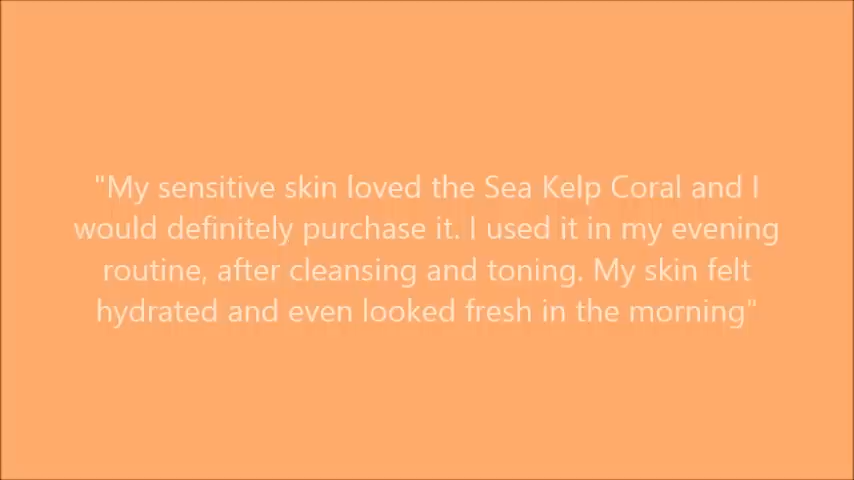 "My sensitive skin loved the Sea Kelp Coral and I
would definitely purchase it. I used it in my evening
routine, after cleansing and toning. My skin felt
hydrated and even looked fresh in the morning"